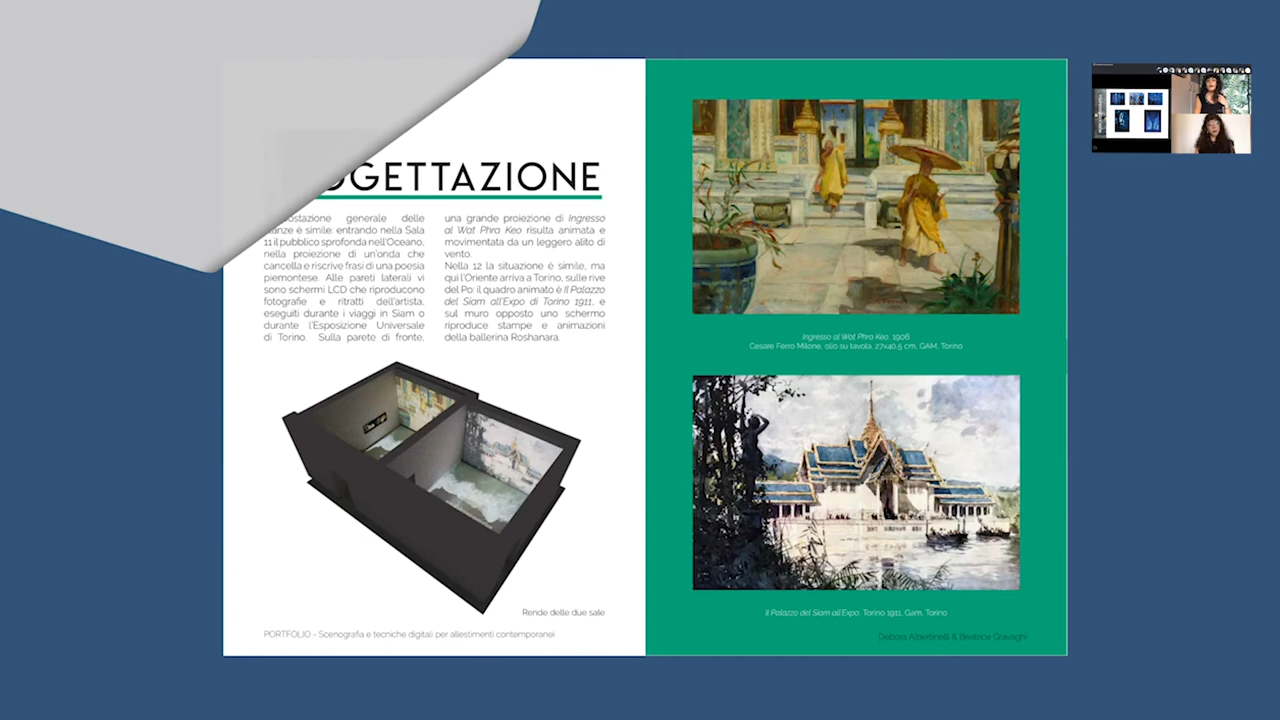 OGETTAZIONE
ostazione generale delle
anze è simile: entrando nella Sala
11 il pubblico sprofonda nell'Oceano,
nella proiezione di un'onda che
cancella e riscrive frasi di una poesia
piemontese. Alle pareti laterali vi
sono schermi LCD che riproducono
fotografie e ritratti dell'artista,
eseguiti durante i viaggi in Siam o
durante l'Esposizione Universale
di Torino. Sulla parete di fronte,
una grande proiezione di Ingresso
al Wat Phra Keo risulta animata e
movimentata da un leggero alito di
vento.
Nella 12 la situazione è simile, ma
qui l'Oriente arriva a Torino, sulle rive
del Po: il quadro animato è Il Palazzo
del Siam all'Expo di Torino 1911, e
sul muro opposto uno schermo
riproduce stampe e animazioni
della ballerina Roshanara.
Rende delle due sale
PORTFOLIO - Scenografia e tecniche digitali per allestimenti contemporanei
Ingresso al Wat Phra Keo, 1906
Cesare Ferro Milone, olio su tavola, 27x40,5 cm, GAM, Torino
Il Palazzo del Siam all'Expo, Torino 1911, Gam, Torino
Debora Albertinelli & Beatrice Gravaghi